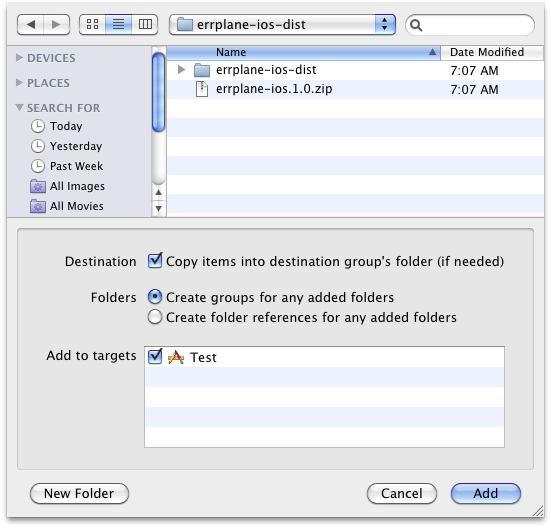 errplane-ios-dist
Name Date Modified
DEVICES
PLACES
SEARCH FOR
Today
Yesterday
Past Week
All Images
All Movies
errplane-ios-dist 7:07 AM
errplane-ios.1.0.zip 7:07 AM
Destination Copy items into destination group's folder (if needed)
Folders Create groups for any added folders
Create folder references for any added folders
Add to targets Test
New Folder Cancel Add